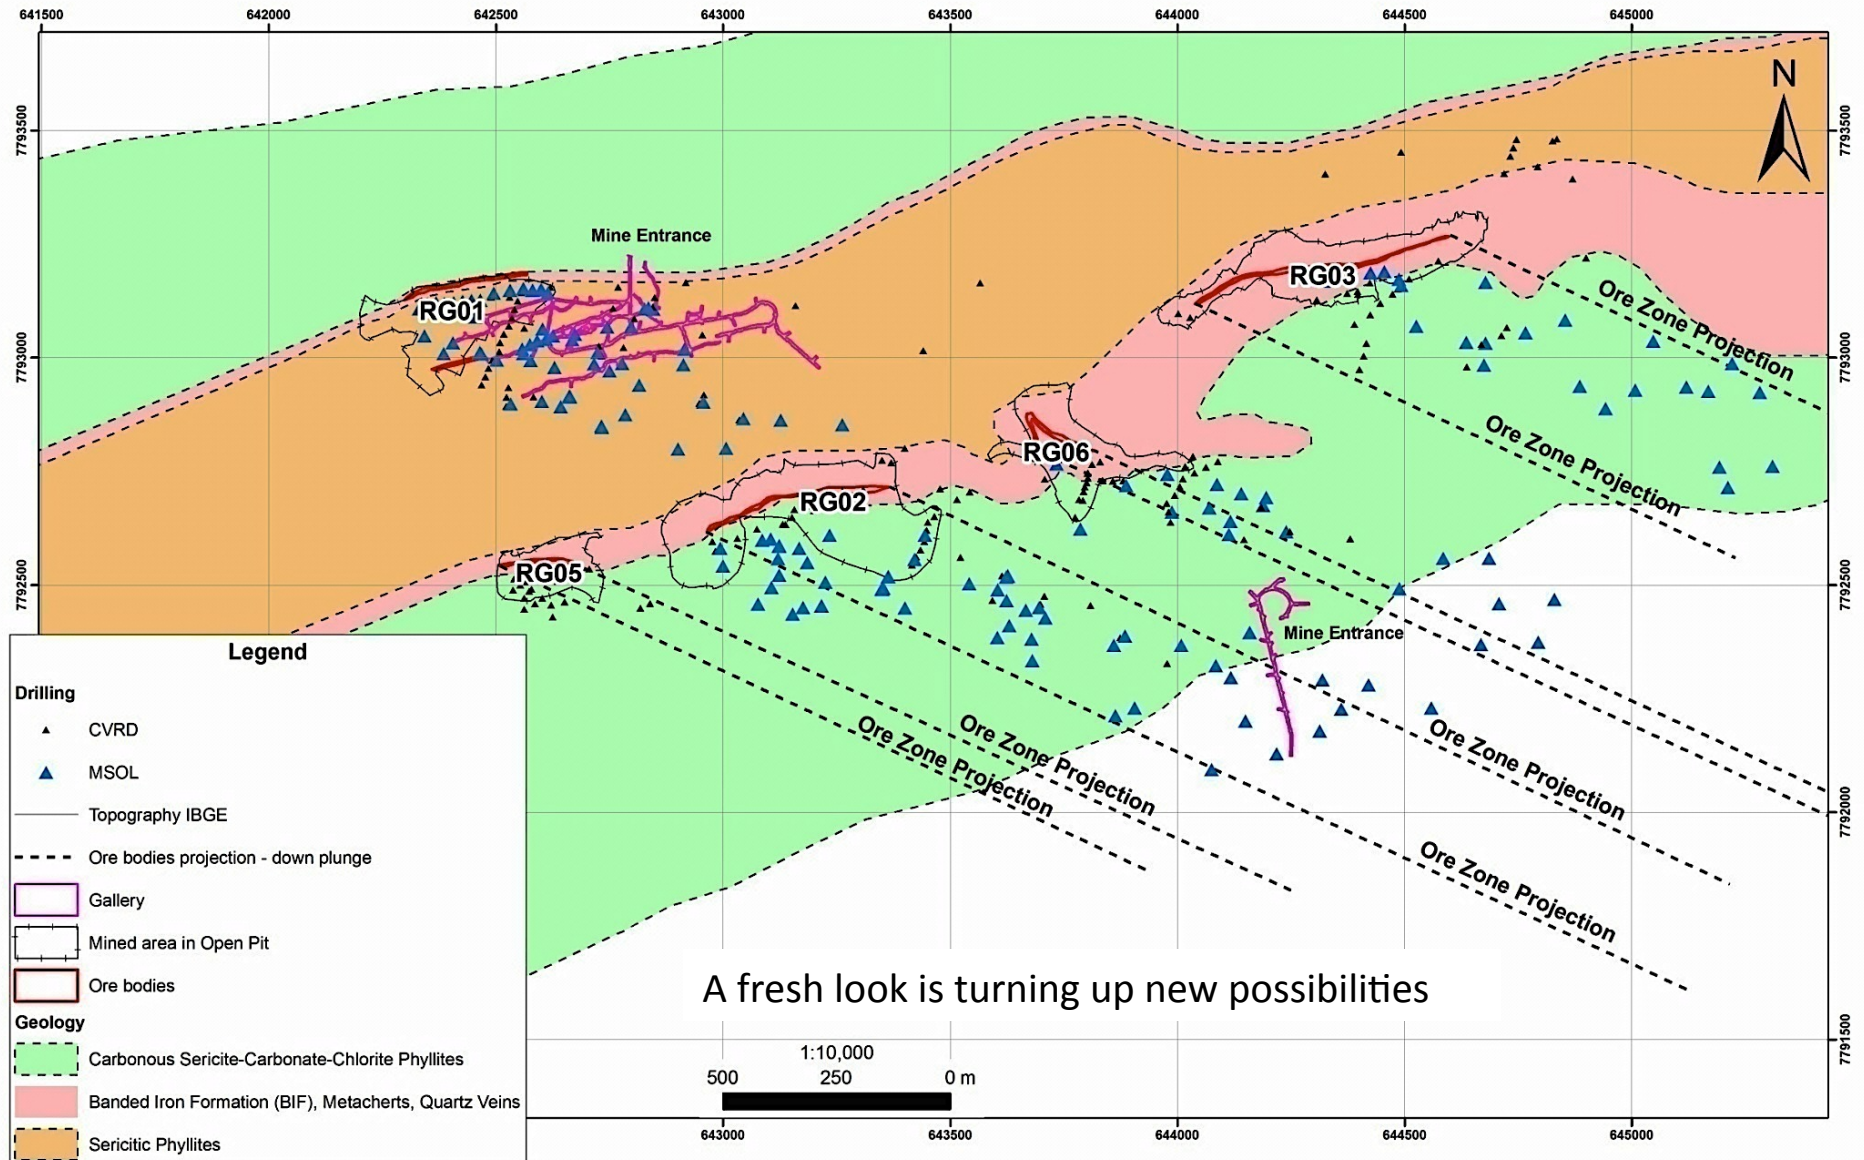 641500 642000 642500 643000 643500 644000 644500 645000
N
7793500 7793500
Mine Entrance
RG03
Ore Zone Projection
RG01
7793000 7793000
Ore Zone Projection
RG06
RG02
RG05
7792500 7792500
Mine Entrance
Legend
Drilling
CVRD
MSOL
Topography IBGE
Ore bodies projection - down plunge
Gallery
Mined area in Open Pit
Ore bodies
Geology
Carbonous Sericite-Carbonate-Chlorite Phyllites
Banded Iron Formation (BIF), Metacherts, Quartz Veins
Sericitic Phyllites
Ore Zone Projection
Ore Zone Projection
Ore Zone Projection
7792000 7792000
Ore Zone Projection
A fresh look is turning up new possibilities
7791500
1:10,000
500 250 0 m
643000 643500 644000 644500 645000